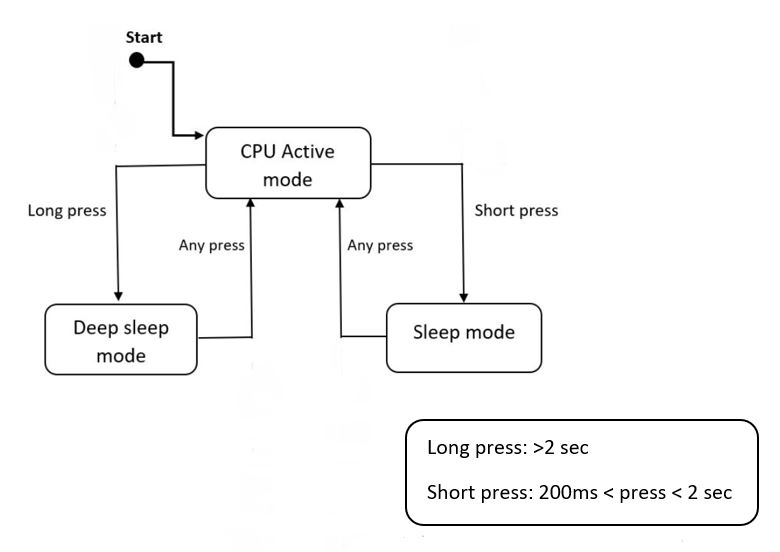 Start
CPU Active
mode
Long press
Short press
Any press
Any press
Deep sleep
mode
Sleep mode
Long press: >2 sec
Short press: 200ms < press < 2 sec